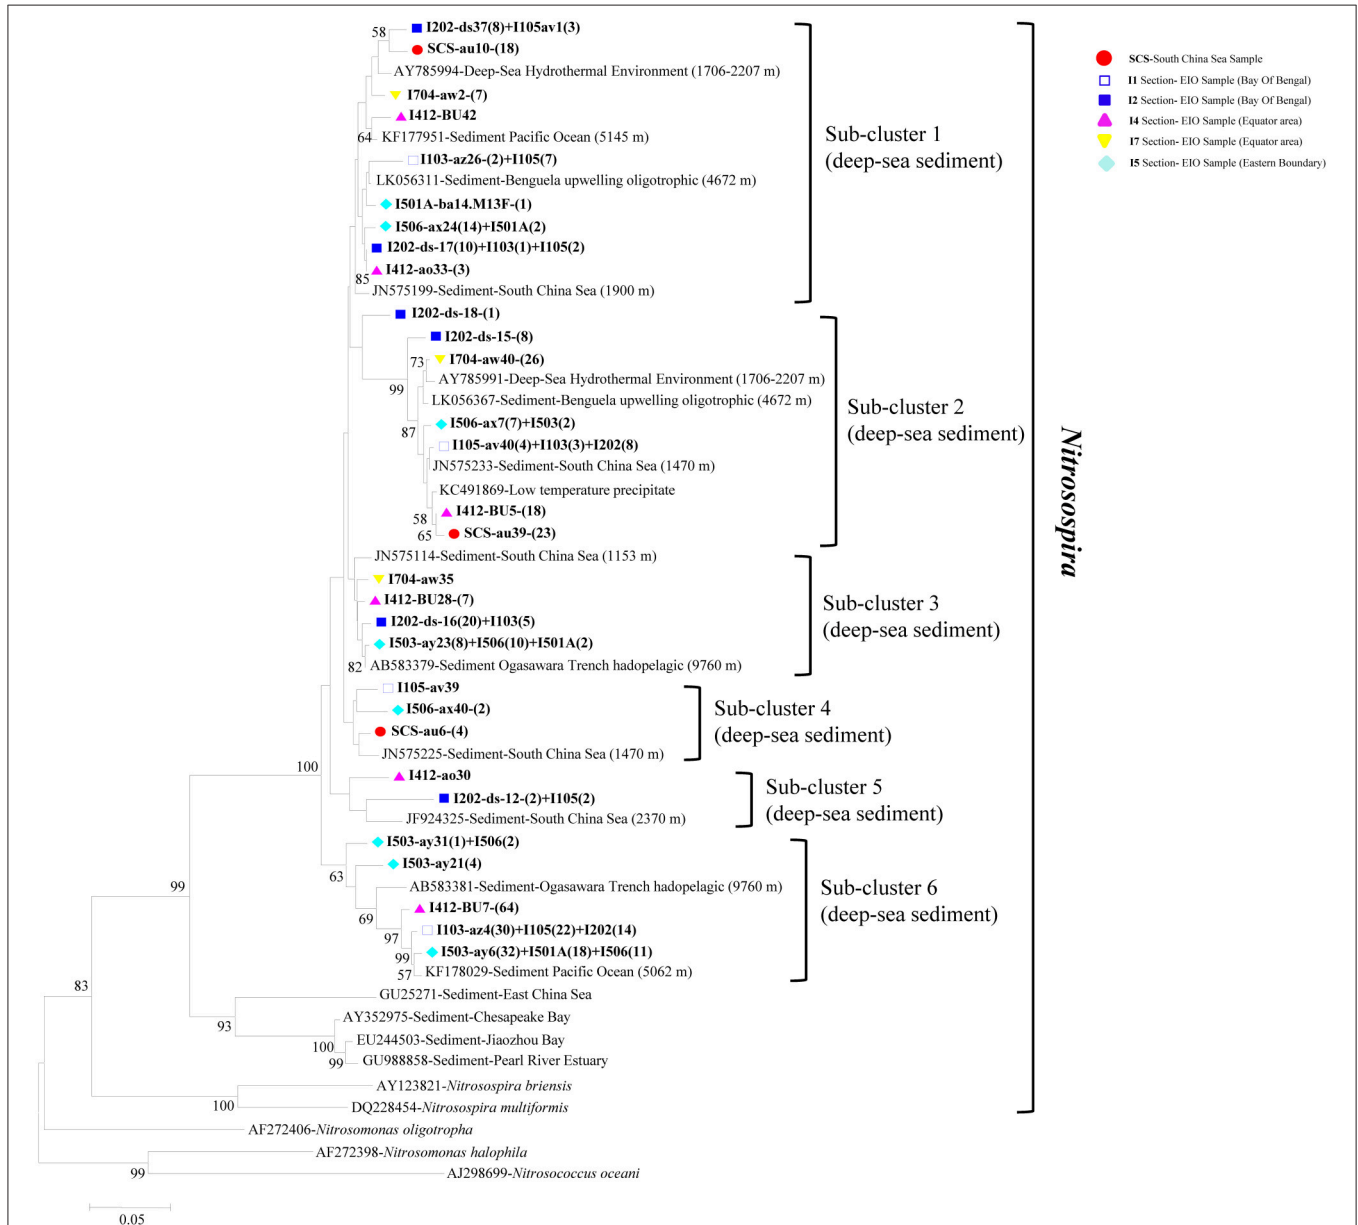 58
I202-ds37(8)+I105av1(3)
SCS-au10-(18)
AY785994-Deep-Sea Hydrothermal Environment (1706-2207 m)
I704-aw2-(7)
I412-BU42
64
KF177951-Sediment Pacific Ocean (5145 m)
I103-az26-(2)+I105(7)
LK056311-Sediment-Benguela upwelling oligotrophic (4672 m)
I501A-ba14.M13F-(1)
I506-ax24(14)+I501A(2)
I202-ds-17(10)+I103(1)+I105(2)
I412-ao33-(3)
85
JN575199-Sediment-South China Sea (1900 m)
Sub-cluster 1
(deep-sea sediment)
I202-ds-18-(1)
I202-ds-15-(8)
73
I704-aw40-(26)
AY785991-Deep-Sea Hydrothermal Environment (1706-2207 m)
99
LK056367-Sediment-Benguela upwelling oligotrophic (4672 m)
I506-ax7(7)+I503(2)
87
I105-av40(4)+I103(3)+I202(8)
JN575233-Sediment-South China Sea (1470 m)
KC491869-Low temperature precipitate
I412-BU5-(18)
58
65
SCS-au39-(23)
Sub-cluster 2
(deep-sea sediment)
JN575114-Sediment-South China Sea (1153 m)
I704-aw35
I412-BU28-(7)
I202-ds-16(20)+I103(5)
I503-ay23(8)+I506(10)+I501A(2)
82
AB583379-Sediment Ogasawara Trench hadopelagic (9760 m)
Sub-cluster 3
(deep-sea sediment)
I105-av39
I506-ax40-(2)
SCS-au6-(4)
JN575225-Sediment-South China Sea (1470 m)
Sub-cluster 4
(deep-sea sediment)
100
I412-ao30
I202-ds-12-(2)+I105(2)
JF924325-Sediment-South China Sea (2370 m)
Sub-cluster 5
(deep-sea sediment)
I503-ay31(1)+I506(2)
I503-ay21(4)
63
AB583381-Sediment-Ogasawara Trench hadopelagic (9760 m)
I412-BU7-(64)
69
I103-az4(30)+I105(22)+I202(14)
97
I503-ay6(32)+I501A(18)+I506(11)
99
57
KF178029-Sediment Pacific Ocean (5062 m)
Sub-cluster 6
(deep-sea sediment)
99
83
GU25271-Sediment-East China Sea
93
AY352975-Sediment-Chesapeake Bay
100
EU244503-Sediment-Jiaozhou Bay
99
GU988858-Sediment-Pearl River Estuary
AY123821-Nitrosospira briensis
100
DQ228454-Nitrosospira multiformis
Nitrosospira
AF272406-Nitrosomonas oligotropha
AF272398-Nitrosomonas halophila
99
AJ298699-Nitrosococcus oceani
0.05
SCS-South China Sea Sample
I1 Section- EIO Sample (Bay Of Bengal)
I2 Section- EIO Sample (Bay Of Bengal)
I4 Section- EIO Sample (Equator area)
I7 Section- EIO Sample (Equator area)
I5 Section- EIO Sample (Eastern Boundary)